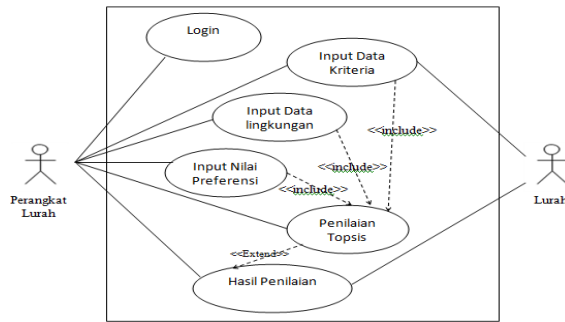 Login
Input Data
Kriteria
Input Data
lingkungan
<<include>>
Input Nilai
Preferensi
<<include>>
<<include>>
Perangkat
Lurah
Lurah
Penilaian
Topsis
<<Extend>>
Hasil Penilaian